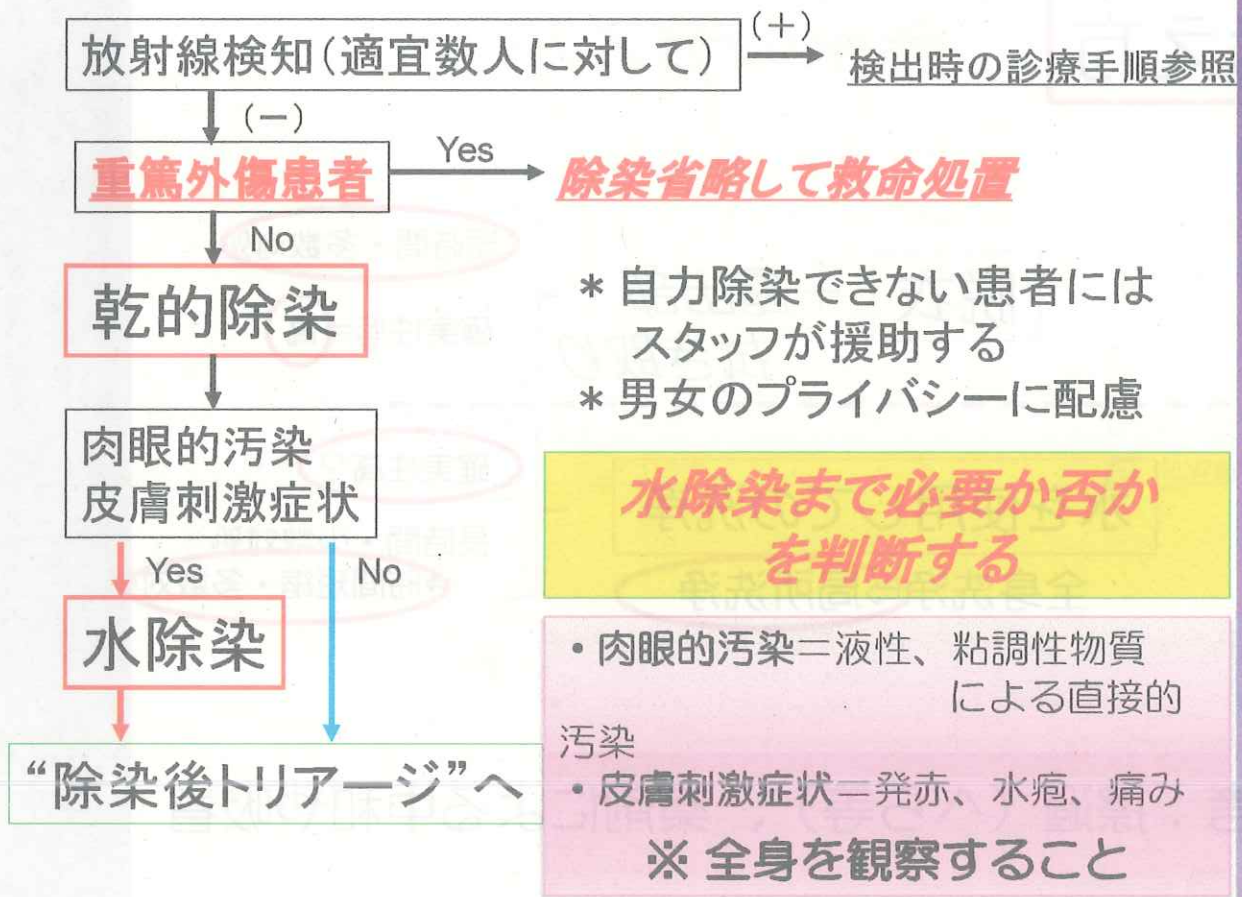 放射線検知(適宜数人に対して)
(+)
検出時の診療手順参照
(−)
重篤外傷患者
Yes
除染省略して救命処置
No
乾的除染
*自力除染できない患者には
スタッフが援助する
*男女のプライバシーに配慮
肉眼的汚染
皮膚刺激症状
水除染まで必要か否か
を判断する
Yes
No
水除染
・肉眼的汚染=液性、粘調性物質
による直接的
汚染
・皮膚刺激症状=発赤、水疱、痛み
※ 全身を観察すること
“除染後トリアージ”へ